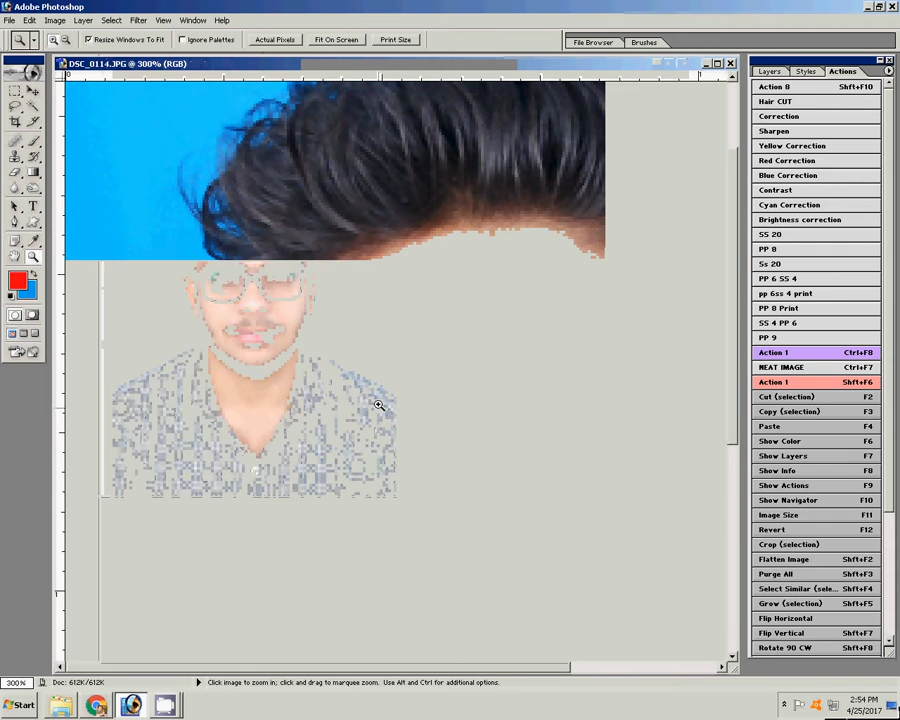 Adobe Photoshop
File Edit Image Layer Select Filter View Window Help
Resize Windows To Fit Ignore Palettes Actual Pixels Fit On Screen Print Size File Browser Brushes
DSC_0114.JPG @ 300% (RGB)
0 1
1
Layers Styles Actions
Action 8 Shft+F10
Hair CUT
Correction
Sharpen
Yellow Correction
Red Correction
Blue Correction
Contrast
Cyan Correction
Brightness correction
SS 20
PP 8
Ss 20
PP 6 SS 4
pp 6ss 4 print
PP 8 Print
SS 4 PP 6
PP 9
Action 1 Ctrl+F8
NEAT IMAGE Ctrl+F7
Action 1 Shft+F6
Cut (selection) F2
Copy (selection) F3
Paste F4
Show Color F6
Show Layers F7
Show Info F8
Show Actions F9
Show Navigator F10
Image Size F11
Revert F12
Crop (selection)
Flatten Image Shft+F2
Purge All Shft+F3
Select Similar (sele... Shft+F4
Grow (selection) Shft+F5
Flip Horizontal
Flip Vertical Shft+F7
Rotate 90 CW Shft+F8
300% Doc: 612K/612K Click image to zoom in; click and drag to marquee zoom. Use Alt and Ctrl for additional options.
Start
2:54 PM
4/25/2017